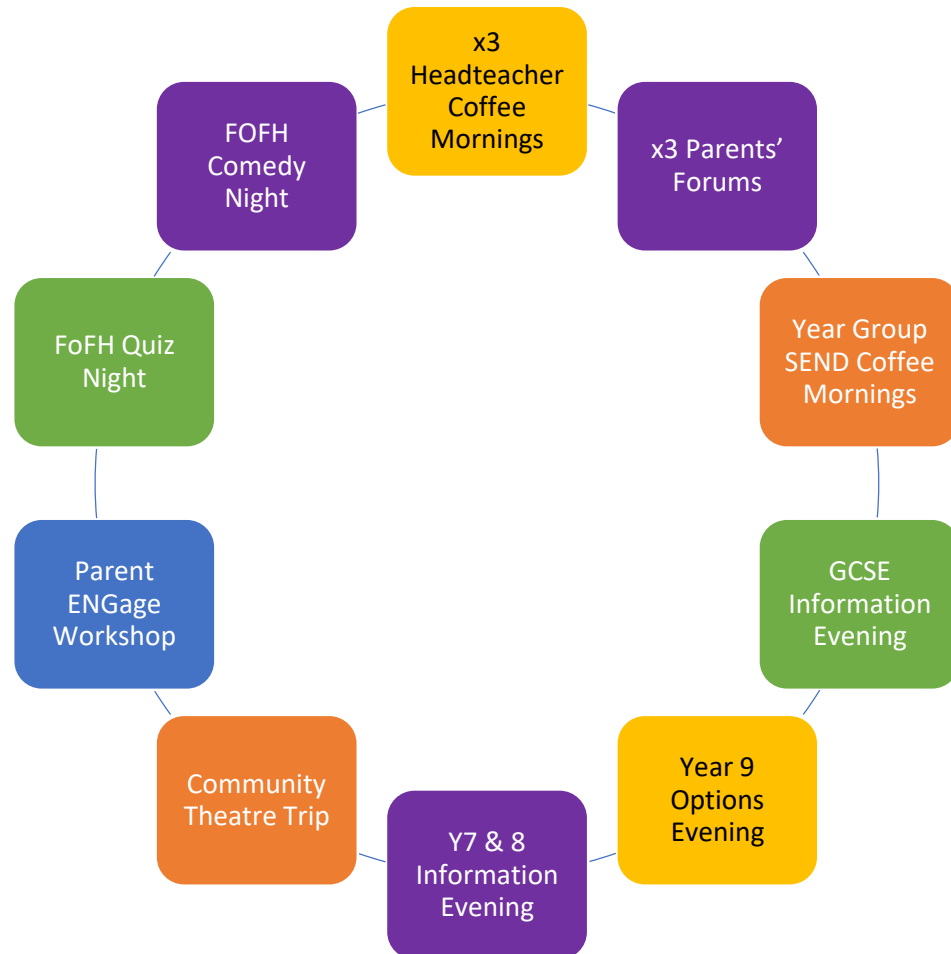 x3
Headteacher
Coffee
Mornings
x3 Parents’
Forums
Year Group
SEND Coffee
Mornings
GCSE
Information
Evening
Year 9
Options
Evening
Y7 & 8
Information
Evening
Community
Theatre Trip
Parent
ENGage
Workshop
FoFH Quiz
Night
FOFH
Comedy
Night